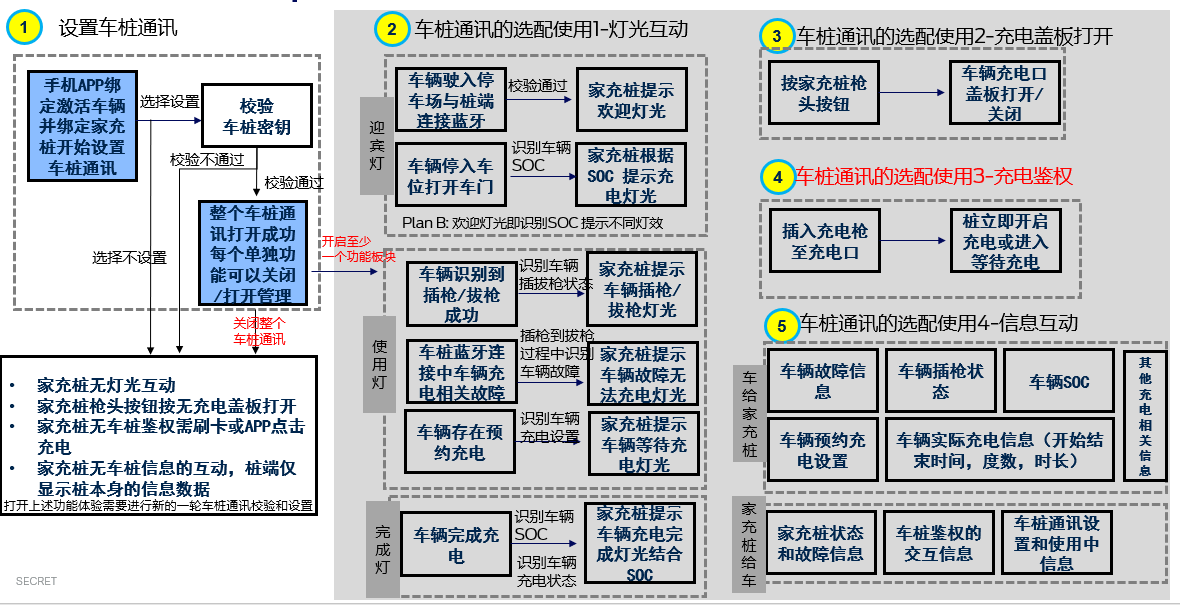 1
设置车桩通讯
手机APP绑
定激活车辆
并绑定家充
桩开始设置
车桩通讯
选择设置
校验
车桩密钥
校验不通过
校验通过
整个车桩通
讯打开成功
每个单独功
能可以关闭
/打开管理
选择不设置
开启至少
一个功能板块
关闭整个
车桩通讯
• 家充桩无灯光互动
• 家充桩枪头按钮按无充电盖板打开
• 家充桩无车桩鉴权需刷卡或APP点击
充电
• 家充桩无车桩信息的互动，桩端仅
显示桩本身的信息数据
打开上述功能体验需要进行新的一轮车桩通讯校验和设置
SECRET
2
车桩通讯的选配使用1-灯光互动
迎
宾
灯
车辆驶入停
车场与桩端
连接蓝牙
校验通过
家充桩提示
欢迎灯光
车辆停入车
位打开车门
识别车辆
SOC
家充桩根据
SOC 提示充
电灯光
Plan B: 欢迎灯光即识别SOC 提示不同灯效
使
用
灯
车辆识别到
插枪/拔枪
成功
识别车辆
插拔枪状态
家充桩提示
车辆插枪/
拔枪灯光
车桩蓝牙连
接中车辆充
电相关故障
插枪到拔枪
过程中识别
车辆故障
家充桩提示
车辆故障无
法充电灯光
车辆存在预
约充电
识别车辆
充电设置
家充桩提示
车辆等待充
电灯光
完
成
灯
车辆完成充
电
识别车辆
SOC
识别车辆
充电状态
家充桩提示
车辆充电完
成灯光结合
SOC
3
车桩通讯的选配使用2-充电盖板打开
按家充桩枪
头按钮
车辆充电口
盖板打开/
关闭
4
车桩通讯的选配使用3-充电鉴权
插入充电枪
至充电口
桩立即开启
充电或进入
等待充电
5
车桩通讯的选配使用4-信息互动
车
给
家
充
桩
车辆故障信
息
车辆插枪状
态
车辆SOC
其
他
充
电
相
关
信
息
车辆预约充
电设置
车辆实际充电信息（开始结
束时间，度数，时长）
家
充
桩
给
车
家充桩状态
和故障信息
车桩鉴权的
交互信息
车桩通讯设
置和使用中
信息